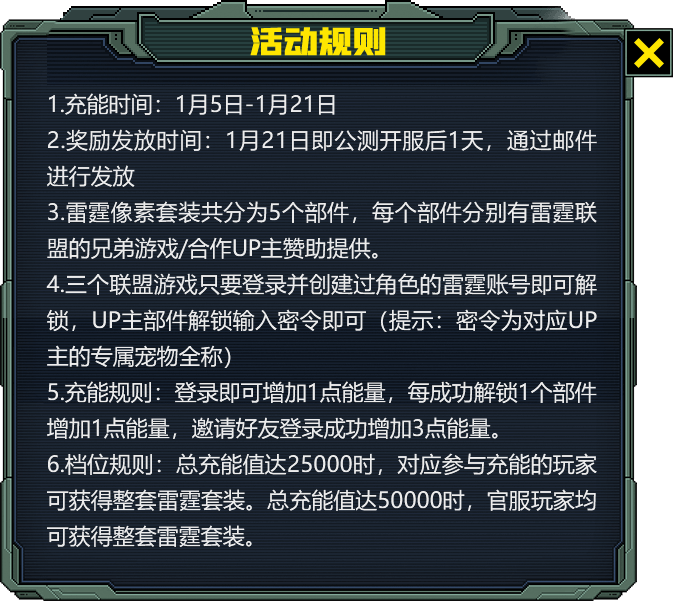 活动规则
1.充能时间：1月5日-1月21日
2.奖励发放时间：1月21日即公测开服后1天，通过邮件
进行发放
3.雷霆像素套装共分为5个部件，每个部件分别有雷霆联
盟的兄弟游戏/合作UP主赞助提供。
4.三个联盟游戏只要登录并创建过角色的雷霆账号即可解
锁，UP主部件解锁输入密令即可（提示：密令为对应UP
主的专属宠物全称）
5.充能规则：登录即可增加1点能量，每成功解锁1个部件
增加1点能量，邀请好友登录成功增加3点能量。
6.档位规则：总充能值达25000时，对应参与充能的玩家
可获得整套雷霆套装。总充能值达50000时，官服玩家均
可获得整套雷霆套装。